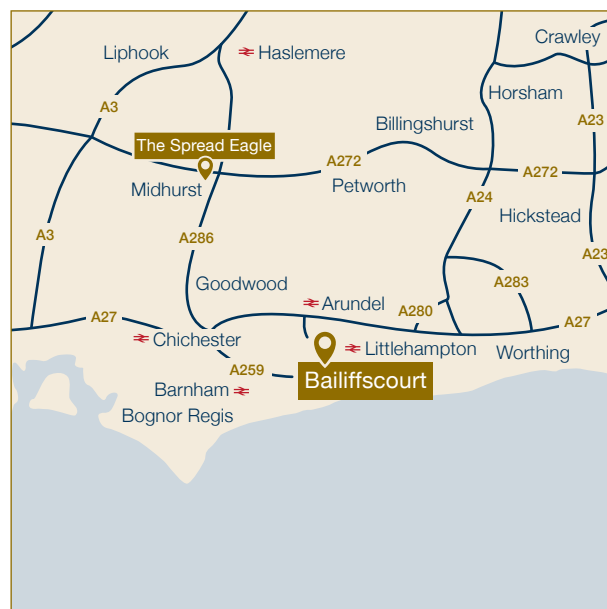 Crawley
Liphook
Haslemere
Horsham
A3
A23
Billingshurst
The Spread Eagle
A272
A272
Midhurst
Petworth
A24
Hickstead
A3
A286
A23
Goodwood
A283
Arundel
A280
A27
A27
Chichester
Littlehampton
Worthing
A259
Bailiffscourt
Barnham
Bognor Regis